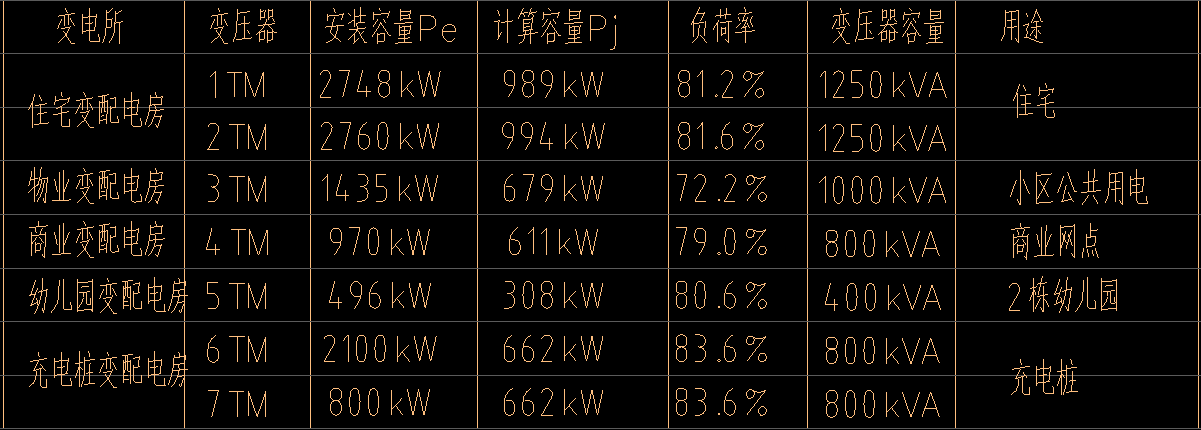 变电所 变压器 安装容量Pe 计算容量Pj 负荷率 变压器容量 用途
住宅变配电房 1TM 2748kW 989kW 81.2% 1250kVA 住宅
2TM 2760kW 994kW 81.6% 1250kVA
物业变配电房 3TM 1435kW 679kW 72.2% 1000kVA 小区公共用电
商业变配电房 4TM 970kW 611kW 79.0% 800kVA 商业网点
幼儿园变配电房 5TM 496kW 308kW 80.6% 400kVA 2栋幼儿园
充电桩变配电房 6TM 2100kW 662kW 83.6% 800kVA 充电桩
7TM 800kW 662kW 83.6% 800kVA